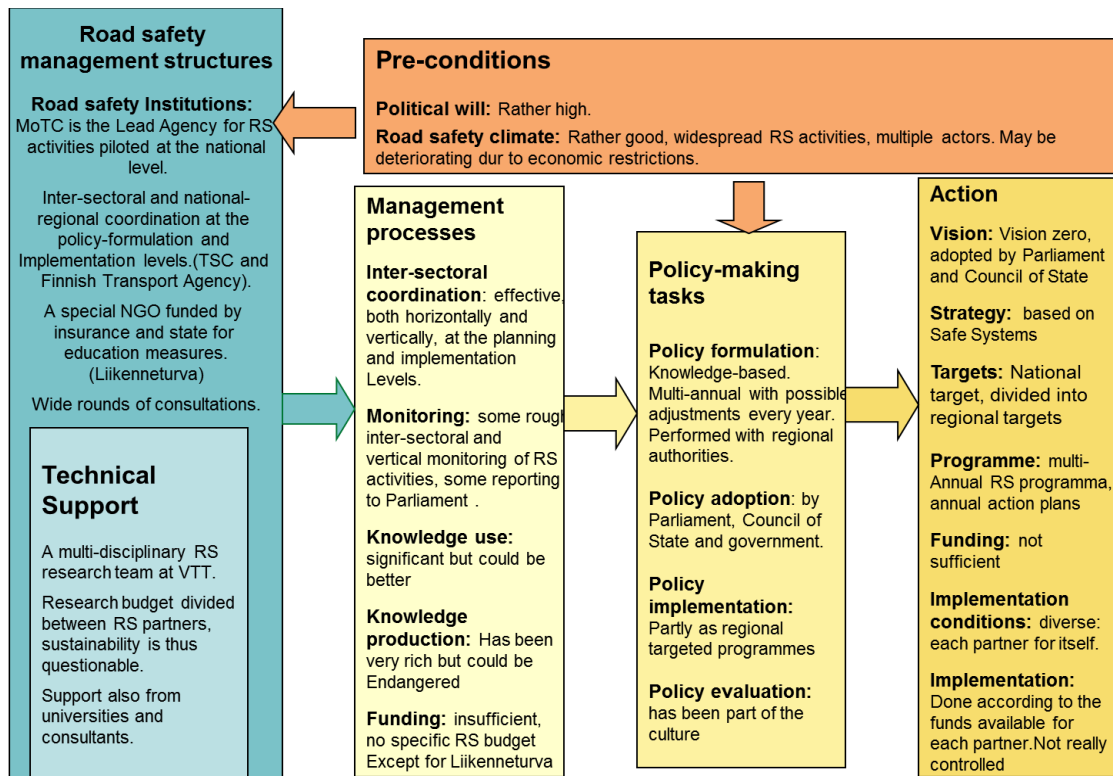 Road safety
management structures
Road safety Institutions:
MoTC is the Lead Agency for RS
activities piloted at the national
level.
Inter-sectoral and national-
regional coordination at the
policy-formulation and
Implementation levels.(TSC and
Finnish Transport Agency).
A special NGO funded by
insurance and state for
education measures.
(Liikenneturva)
Wide rounds of consultations.
Technical
Support
A multi-disciplinary RS
research team at VTT.
Research budget divided
between RS partners,
sustainability is thus
questionable.
Support also from
universities and
consultants.
Pre-conditions
Political will: Rather high.
Road safety climate: Rather good, widespread RS activities, multiple actors. May be
deteriorating dur to economic restrictions.
Management
processes
Inter-sectoral
coordination: effective,
both horizontally and
vertically, at the planning
and implementation
Levels.
Monitoring: some rough
inter-sectoral and
vertical monitoring of RS
activities, some reporting
to Parliament .
Knowledge use:
significant but could be
better
Knowledge
production: Has been
very rich but could be
Endangered
Funding: insufficient,
no specific RS budget
Except for Liikenneturva
Policy-making
tasks
Policy formulation:
Knowledge-based.
Multi-annual with possible
adjustments every year.
Performed with regional
authorities.
Policy adoption: by
Parliament, Council of
State and government.
Policy
implementation:
Partly as regional
targeted programmes
Policy evaluation:
has been part of the
culture
Action
Vision: Vision zero,
adopted by Parliament
and Council of State
Strategy: based on
Safe Systems
Targets: National
target, divided into
regional targets
Programme: multi-
Annual RS programma,
annual action plans
Funding: not
sufficient
Implementation
conditions: diverse:
each partner for itself.
Implementation:
Done according to the
funds available for
each partner.Not really
controlled